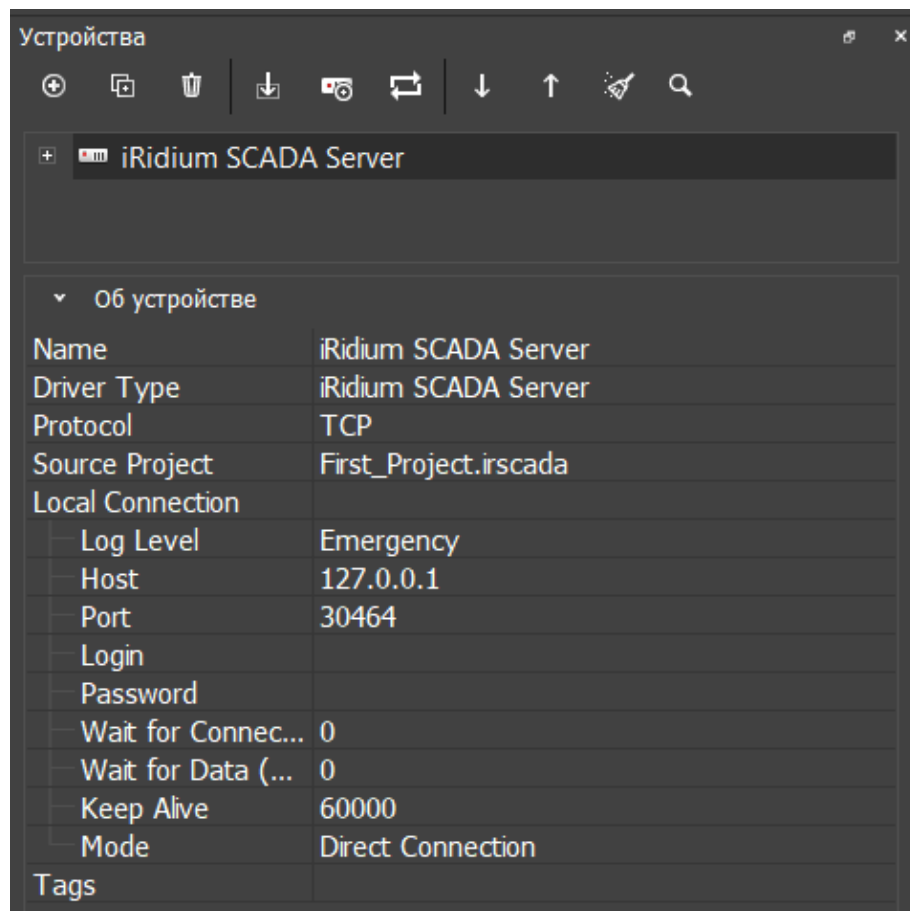 Устройства
iRidium SCADA Server
Об устройстве
Name iRidium SCADA Server
Driver Type iRidium SCADA Server
Protocol TCP
Source Project First_Project.irscada
Local Connection
Log Level Emergency
Host 127.0.0.1
Port 30464
Login
Password
Wait for Connec... 0
Wait for Data (... 0
Keep Alive 60000
Mode Direct Connection
Tags